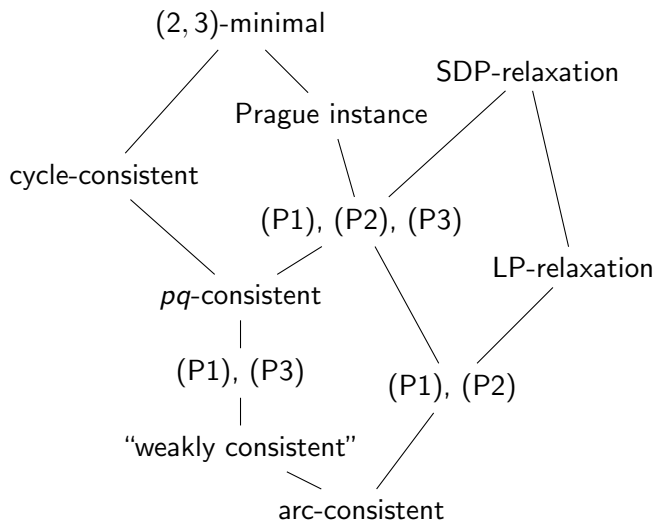 (2, 3)-minimal
SDP-relaxation
Prague instance
cycle-consistent
(P1), (P2), (P3)
LP-relaxation
pq-consistent
(P1), (P3)
(P1), (P2)
“weakly consistent”
arc-consistent